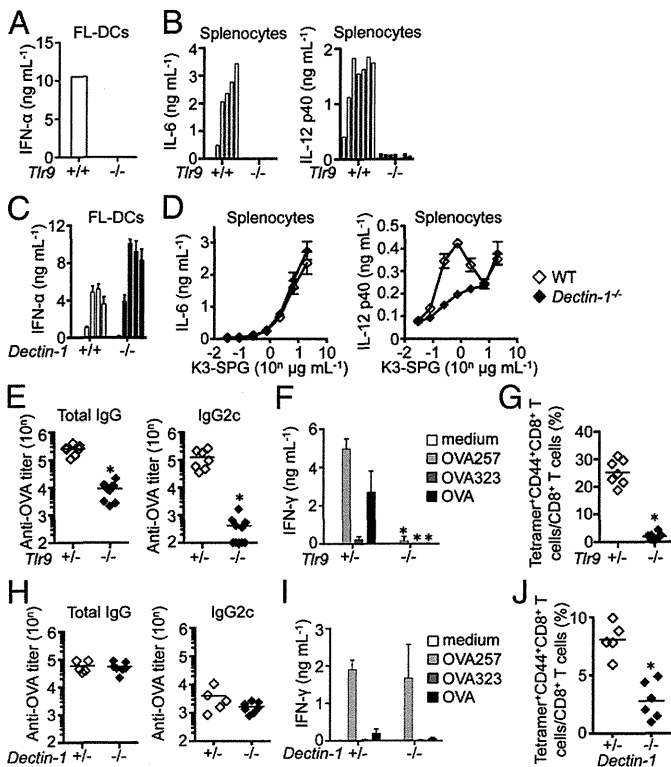 A
FL-DCs
IFN-α (ng mL⁻¹)
15
10
5
0
Tlr9 +/+ -/-
B
Splenocytes
IL-6 (ng mL⁻¹)
4
3
2
1
0
Splenocytes
IL-12 p40 (ng mL⁻¹)
2
1
0
Tlr9 +/+ -/- +/+ -/-
C
FL-DCs
IFN-α (ng mL⁻¹)
12
8
4
0
Dectin-1 +/+ -/-
D
Splenocytes
IL-6 (ng mL⁻¹)
3
2
1
0
-2 -1 0 1 10
K3-SPG (10ⁿ µg mL⁻¹)
Splenocytes
IL-12 p40 (ng mL⁻¹)
0.5
0.4
0.3
0.2
0.1
0
-2 -1 0 1 10
K3-SPG (10ⁿ µg mL⁻¹)
WT
Dectin-1⁻/⁻
E
Total IgG
Anti-OVA titer (10ⁿ)
6
5
4
3
2
*
Tlr9 +/- -/-
IgG2c
Anti-OVA titer (10ⁿ)
6
5
4
3
2
*
+/- -/-
F
IFN-γ (ng mL⁻¹)
6
4
2
0
medium
OVA257
OVA323
OVA
* * *
Tlr9 +/- -/-
G
Tetramer⁺CD44⁺CD8⁺ T
cells/CD8⁺ T cells (%)
40
30
20
10
0
*
Tlr9 +/- -/-
H
Total IgG
Anti-OVA titer (10ⁿ)
6
5
4
3
2
Dectin-1 +/- -/-
IgG2c
Anti-OVA titer (10ⁿ)
6
5
4
3
2
+/- -/-
I
IFN-γ (ng mL⁻¹)
3
2
1
0
medium
OVA257
OVA323
OVA
Dectin-1 +/- -/-
J
Tetramer⁺CD44⁺CD8⁺ T
cells/CD8⁺ T cells (%)
10
5
0
*
+/- -/-
Dectin-1